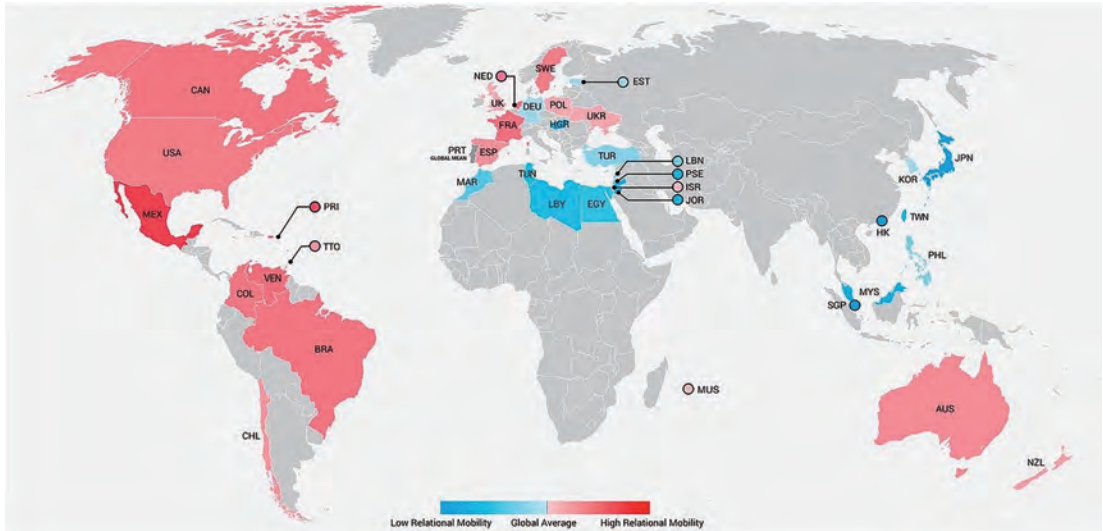 CAN
USA
MEX
PRI
TTO
VEN
COL
BRA
CHL
NED
SWE
EST
UK
DEU
POL
FRA
HGR
UKR
PRT
GLOBAL MEAN
ESP
TUR
MAR
TUN
LBN
PSE
ISR
JOR
LBY
EGY
KOR
JPN
TWN
HK
PHL
MYS
SGP
MUS
AUS
NZL
Low Relational Mobility Global Average High Relational Mobility